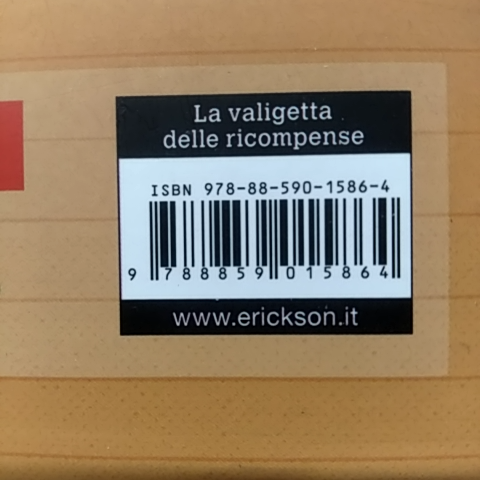 La valigetta
delle ricompense
ISBN 978-88-590-1586-4
9 788859 015864
www.erickson.it